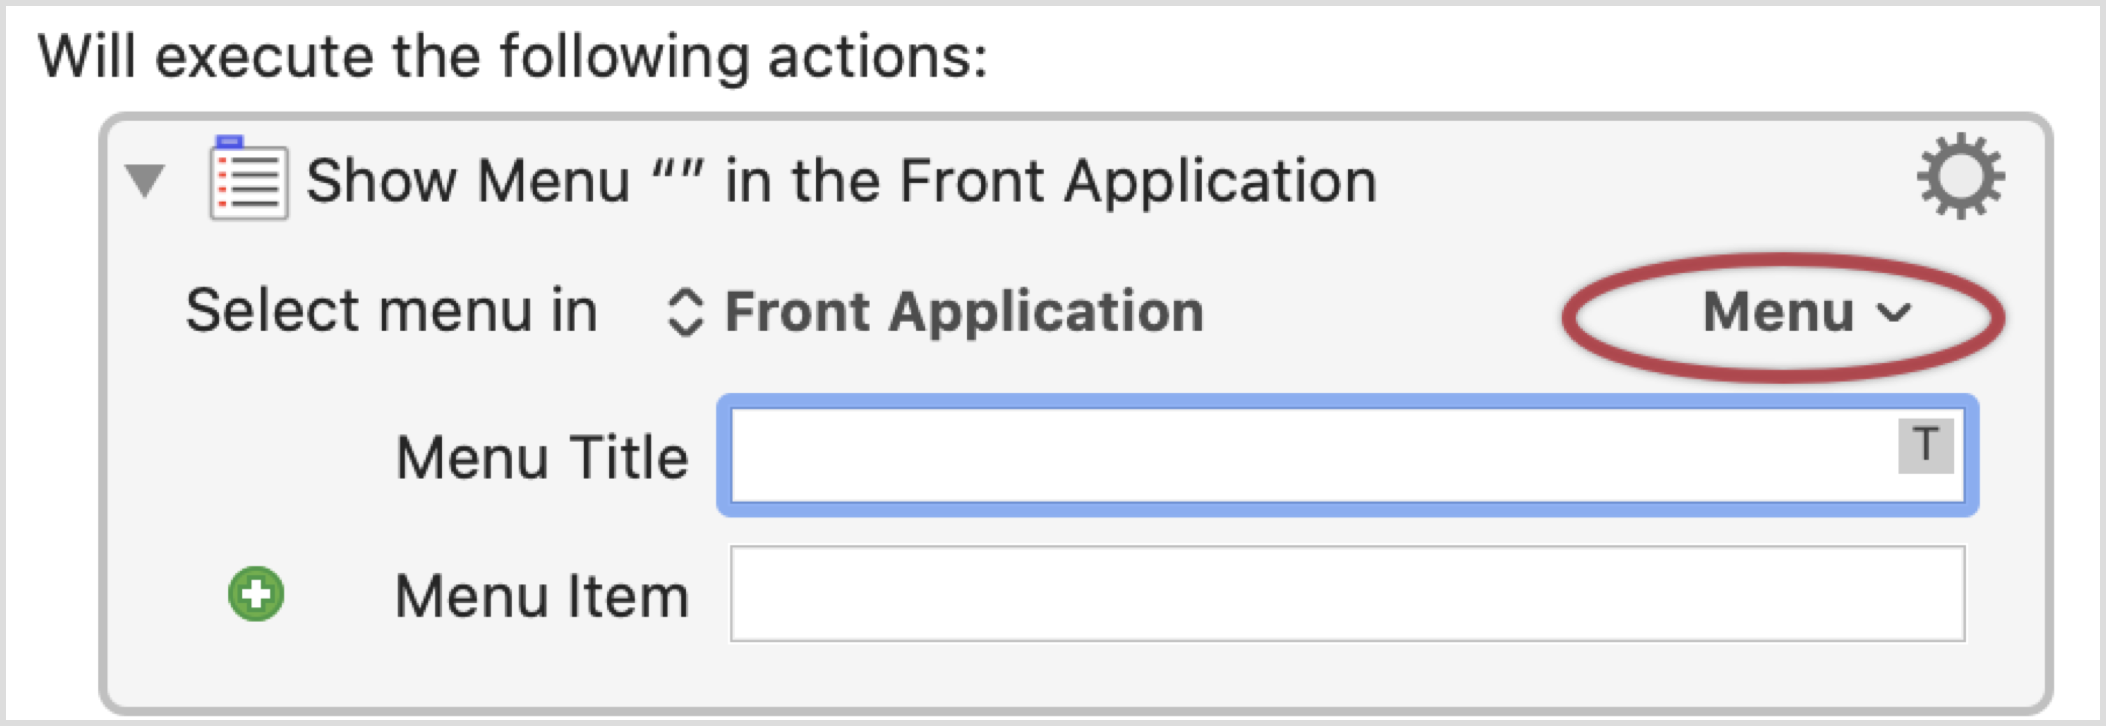 Will execute the following actions:
Show Menu “” in the Front Application
Select menu in Front Application Menu
Menu Title T
Menu Item